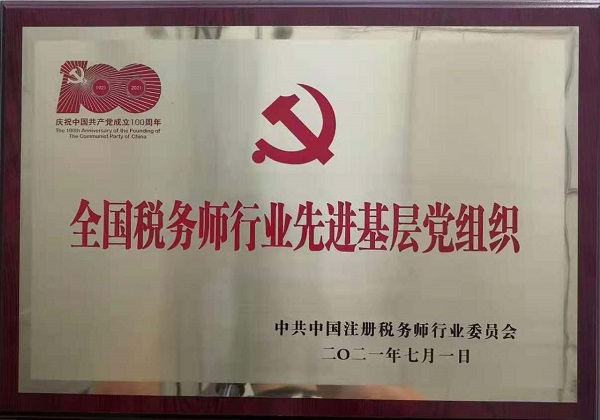 100
1921 2021
庆祝中国共产党成立100周年
The 100th Anniversary of the Founding of
The Communist Party of China
全国税务师行业先进基层党组织
中共中国注册税务师行业委员会
二〇二一年七月一日